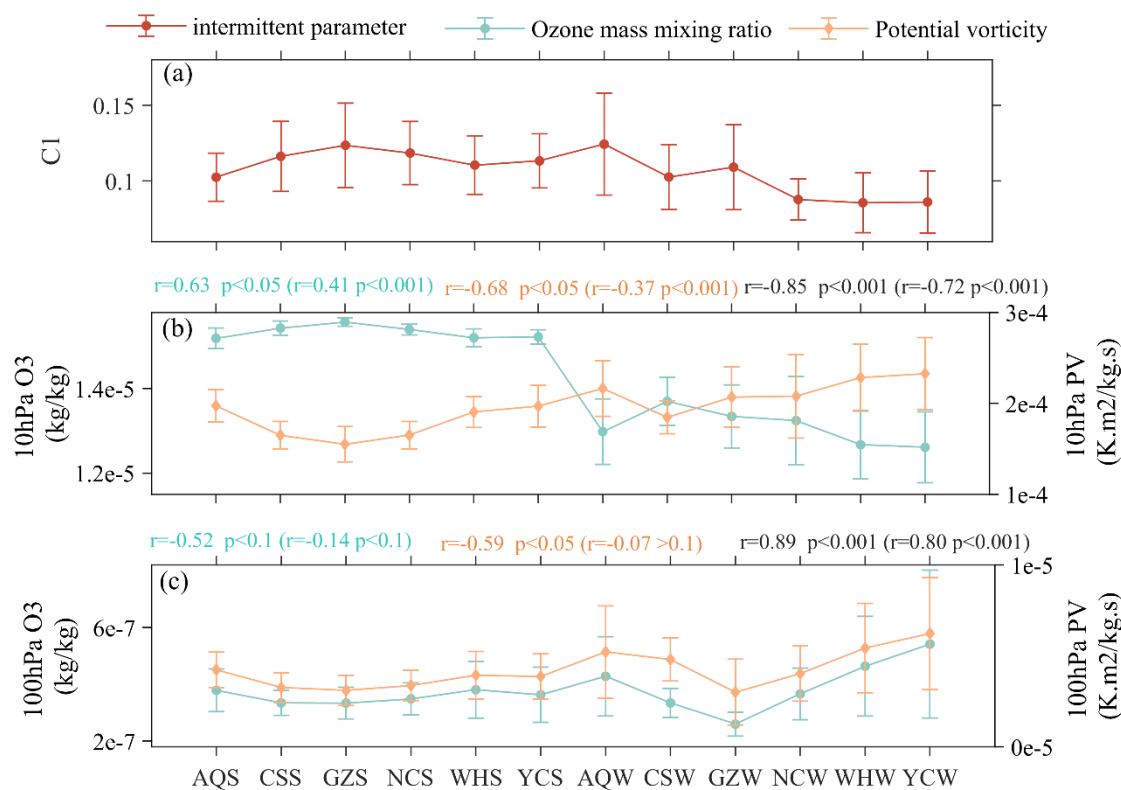 intermittent parameter Ozone mass mixing ratio Potential vorticity
(a)
0.15
0.1
C1
r=0.63 p<0.05 (r=0.41 p<0.001) r=-0.68 p<0.05 (r=-0.37 p<0.001) r=-0.85 p<0.001 (r=-0.72 p<0.001)
(b)
10hPa O3
(kg/kg)
1.4e-5
1.2e-5
3e-4
2e-4
1e-4
10hPa PV
(K.m2/kg.s)
r=-0.52 p<0.1 (r=-0.14 p<0.1) r=-0.59 p<0.05 (r=-0.07 >0.1) r=0.89 p<0.001 (r=0.80 p<0.001)
(c)
100hPa O3
(kg/kg)
6e-7
2e-7
1e-5
0e-5
100hPa PV
(K.m2/kg.s)
AQS CSS GZS NCS WHS YCS AQW CSW GZW NCW WHW YCW